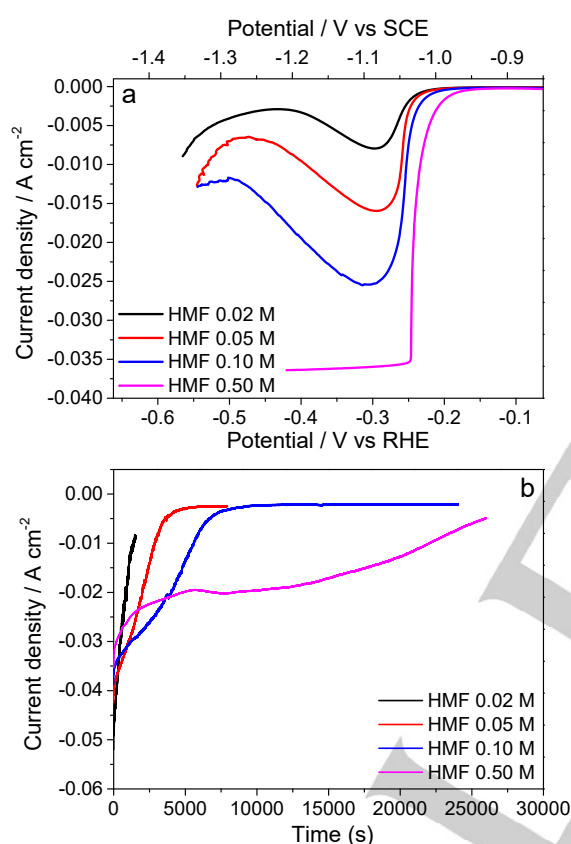 Potential / V vs SCE
-1.4 -1.3 -1.2 -1.1 -1.0 -0.9
a
0.000
-0.005
-0.010
-0.015
-0.020
-0.025
-0.030
-0.035
-0.040
Current density / A cm⁻²
HMF 0.02 M
HMF 0.05 M
HMF 0.10 M
HMF 0.50 M
-0.6 -0.5 -0.4 -0.3 -0.2 -0.1
Potential / V vs RHE
b
0.00
-0.01
-0.02
-0.03
-0.04
-0.05
-0.06
Current density / A cm⁻²
HMF 0.02 M
HMF 0.05 M
HMF 0.10 M
HMF 0.50 M
0 5000 10000 15000 20000 25000 30000
Time (s)